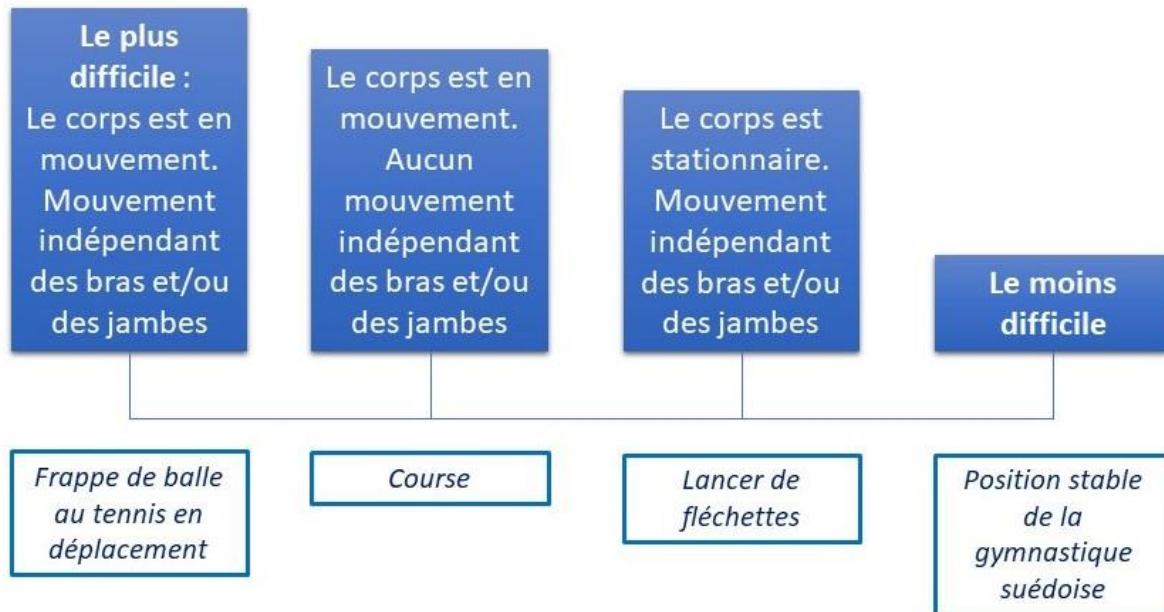 Le plus
difficile :
Le corps est en
mouvement.
Mouvement
indépendant
des bras et/ou
des jambes
Le corps est en
mouvement.
Aucun
mouvement
indépendant
des bras et/ou
des jambes
Le corps est
stationnaire.
Mouvement
indépendant
des bras et/ou
des jambes
Le moins
difficile
Frappe de balle
au tennis en
déplacement
Course
Lancer de
fléchettes
Position stable
de la
gymnastique
suédoise